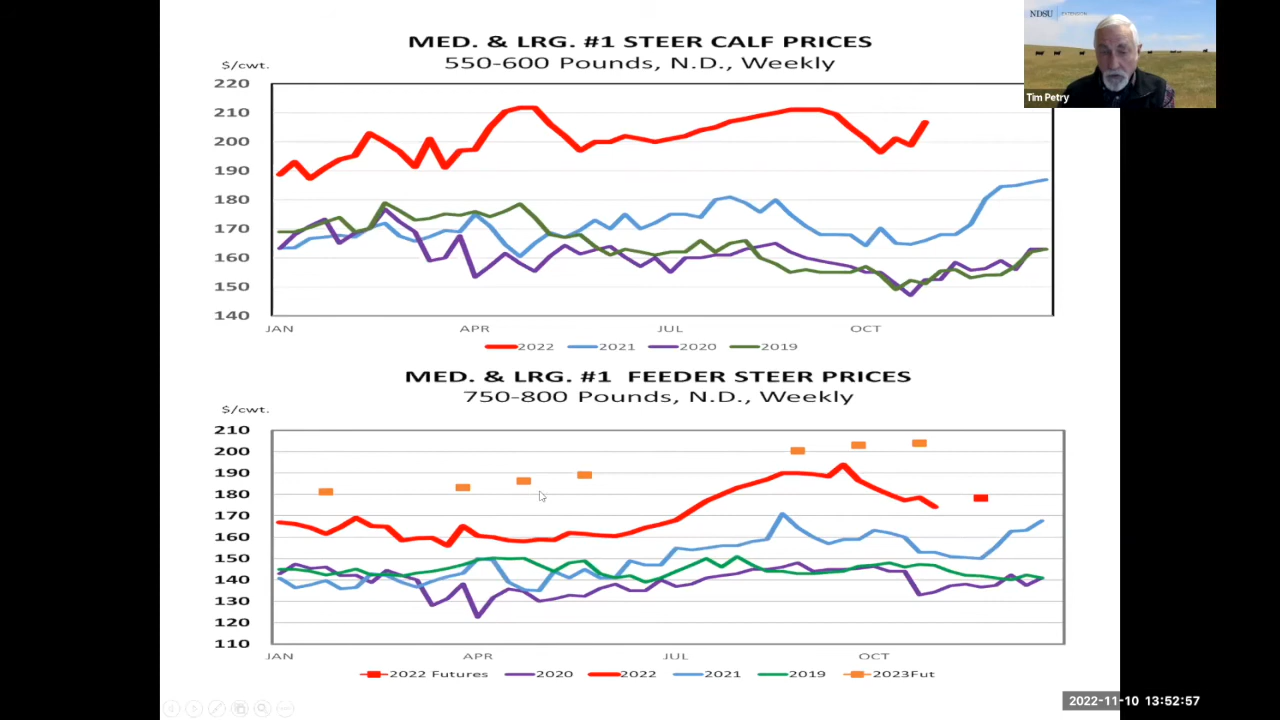 MED. & LRG. #1 STEER CALF PRICES
550-600 Pounds, N.D., Weekly
$/cwt.
220
210
200
190
180
170
160
150
140
JAN APR JUL OCT
2022 2021 2020 2019
MED. & LRG. #1 FEEDER STEER PRICES
750-800 Pounds, N.D., Weekly
$/cwt.
210
200
190
180
170
160
150
140
130
120
110
JAN APR JUL OCT
2022 Futures 2020 2022 2021 2019 2023Fut
NDSU EXTENSION
Tim Petry
2022-11-10 13:52:57